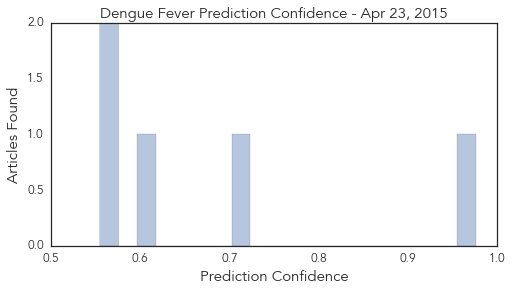 Dengue Fever Prediction Confidence - Apr 23, 2015
2.0
1.5
1.0
0.5
0.0
Articles Found
0.5 0.6 0.7 0.8 0.9 1.0
Prediction Confidence